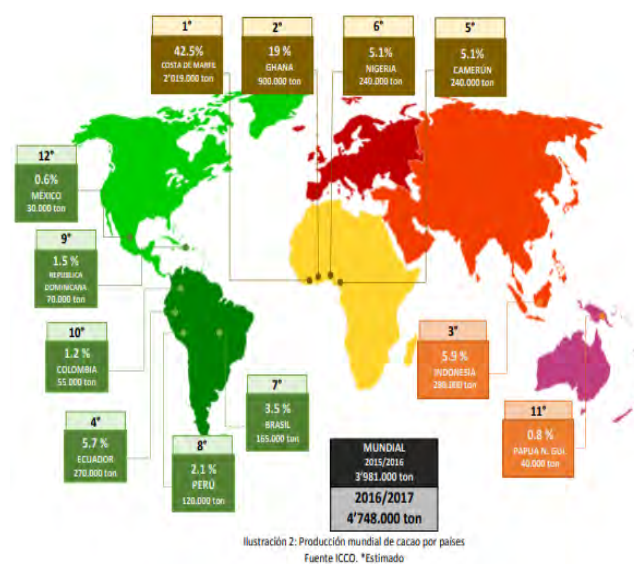 1°
42.5%
COSTA DE MARFIL
2'019.000 ton
2°
19 %
GHANA
900.000 ton
6°
5.1%
NIGERIA
240.000 ton
5°
5.1%
CAMERÚN
240.000 ton
12°
0.6%
MÉXICO
30.000 ton
9°
1.5 %
REPUBLICA
DOMINICANA
70.000 ton
10°
1.2 %
COLOMBIA
55.000 ton
4°
5.7 %
ECUADOR
270.000 ton
8°
2.1 %
PERÚ
120.000 ton
7°
3.5 %
BRASIL
165.000 ton
3°
5.9 %
INDONESIA
280.000 ton
11°
0.8 %
PAPUA N. GUI.
40.000 ton
MUNDIAL
2015/2016
3'981.000 ton
2016/2017
4'748.000 ton
Ilustración 2: Producción mundial de cacao por países
Fuente ICCO. *Estimado